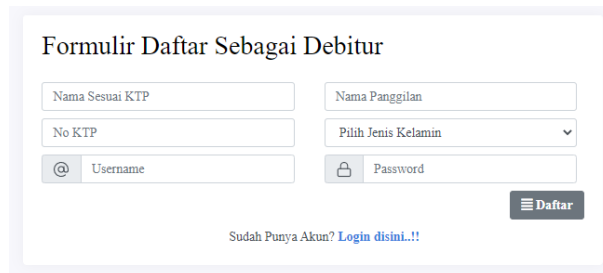 Formulir Daftar Sebagai Debitur
Nama Sesuai KTP
Nama Panggilan
No KTP
Pilih Jenis Kelamin
@ Username
Password
Daftar
Sudah Punya Akun? Login disini..!!